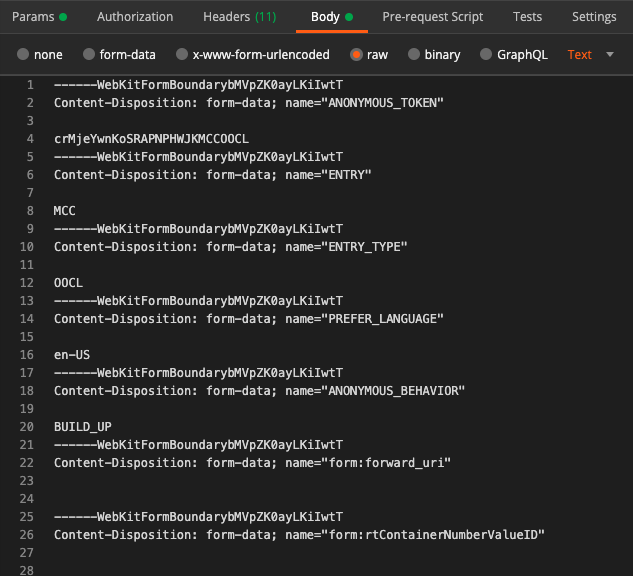 Params Authorization Headers (11) Body Pre-request Script Tests Settings
none form-data x-www-form-urlencoded raw binary GraphQL Text
1 ------WebKitFormBoundarybMVpZK0ayLKiIwtT
2 Content-Disposition: form-data; name="ANONYMOUS_TOKEN"
3
4 crMjeYwnKoSRAPNPHWJKMCCOOCL
5 ------WebKitFormBoundarybMVpZK0ayLKiIwtT
6 Content-Disposition: form-data; name="ENTRY"
7
8 MCC
9 ------WebKitFormBoundarybMVpZK0ayLKiIwtT
10 Content-Disposition: form-data; name="ENTRY_TYPE"
11
12 OOCL
13 ------WebKitFormBoundarybMVpZK0ayLKiIwtT
14 Content-Disposition: form-data; name="PREFER_LANGUAGE"
15
16 en-US
17 ------WebKitFormBoundarybMVpZK0ayLKiIwtT
18 Content-Disposition: form-data; name="ANONYMOUS_BEHAVIOR"
19
20 BUILD_UP
21 ------WebKitFormBoundarybMVpZK0ayLKiIwtT
22 Content-Disposition: form-data; name="form:forward_uri"
23
24
25 ------WebKitFormBoundarybMVpZK0ayLKiIwtT
26 Content-Disposition: form-data; name="form:rtContainerNumberValueID"
27
28